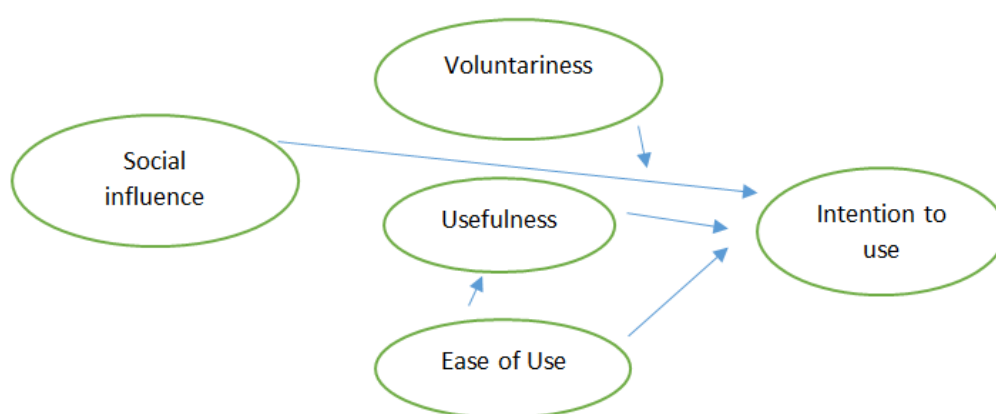 Voluntariness
Social
influence
Usefulness
Intention to
use
Ease of Use